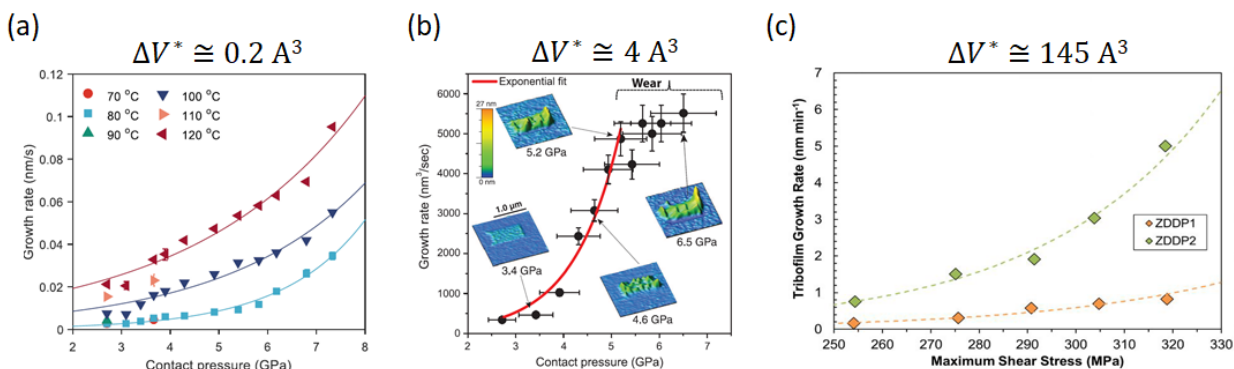 (a)
ΔV* ≅ 0.2 A³
0.12
0.1
0.08
0.06
0.04
0.02
0
Growth rate (nm/s)
70 °C
80 °C
90 °C
100 °C
110 °C
120 °C
2 3 4 5 6 7 8
Contact pressure (GPa)
(b)
ΔV* ≅ 4 A³
Exponential fit
Wear
27 nm
0 nm
6000
5000
4000
3000
2000
1000
500
0
Growth rate (nm³/sec)
5.2 GPa
1.0 μm
3.4 GPa
6.5 GPa
4.6 GPa
2 3 4 5 6 7
Contact pressure (GPa)
(c)
ΔV* ≅ 145 A³
7
6
5
4
3
2
1
0
Tribofilm Growth Rate (nm min⁻¹)
ZDDP1
ZDDP2
250 260 270 280 290 300 310 320 330
Maximum Shear Stress (MPa)